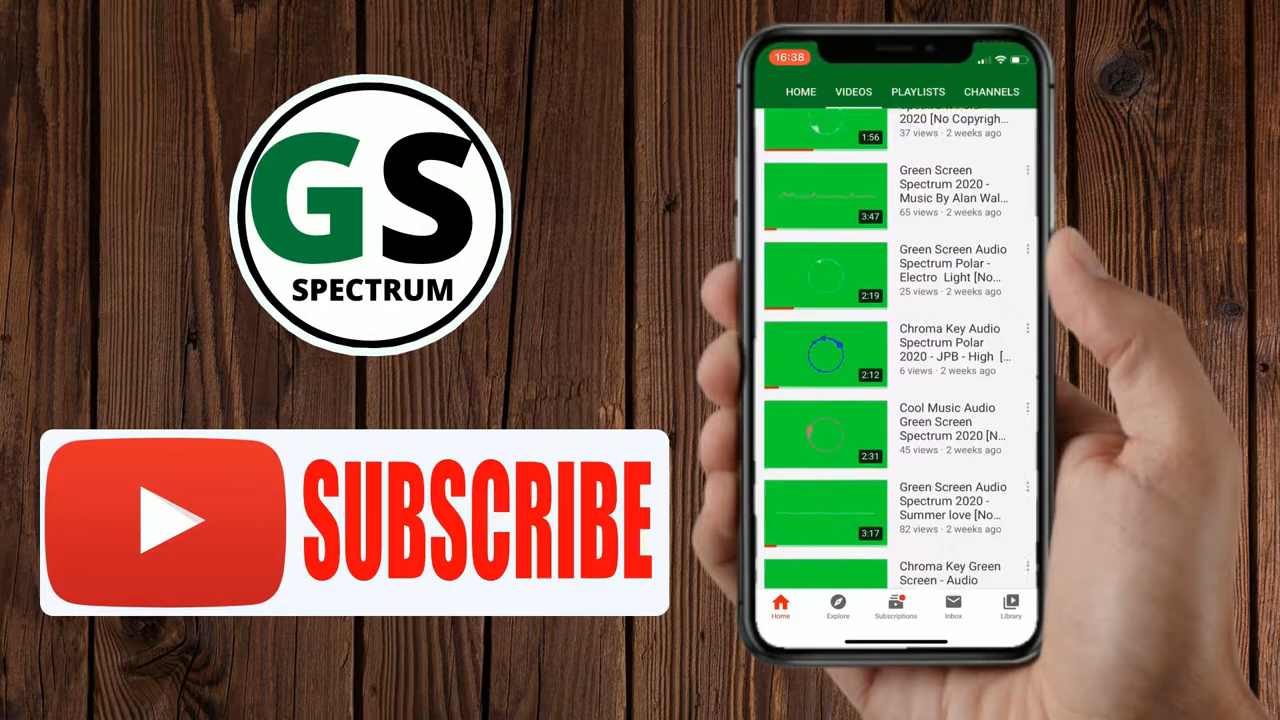 GS
SPECTRUM
SUBSCRIBE
16:38
HOME VIDEOS PLAYLISTS CHANNELS
2020 [No Copyrigh...
37 views · 2 weeks ago
1:56
Green Screen
Spectrum 2020 -
Music By Alan Wal...
65 views · 2 weeks ago
3:47
Green Screen Audio
Spectrum Polar -
Electro Light [No...
25 views · 2 weeks ago
2:19
Chroma Key Audio
Spectrum Polar
2020 - JPB - High [...
6 views · 2 weeks ago
2:12
Cool Music Audio
Green Screen
Spectrum 2020 [N...
45 views · 2 weeks ago
2:31
Green Screen Audio
Spectrum 2020 -
Summer love [No...
82 views · 2 weeks ago
3:17
Chroma Key Green
Screen - Audio
Home Explore Subscriptions Inbox Library